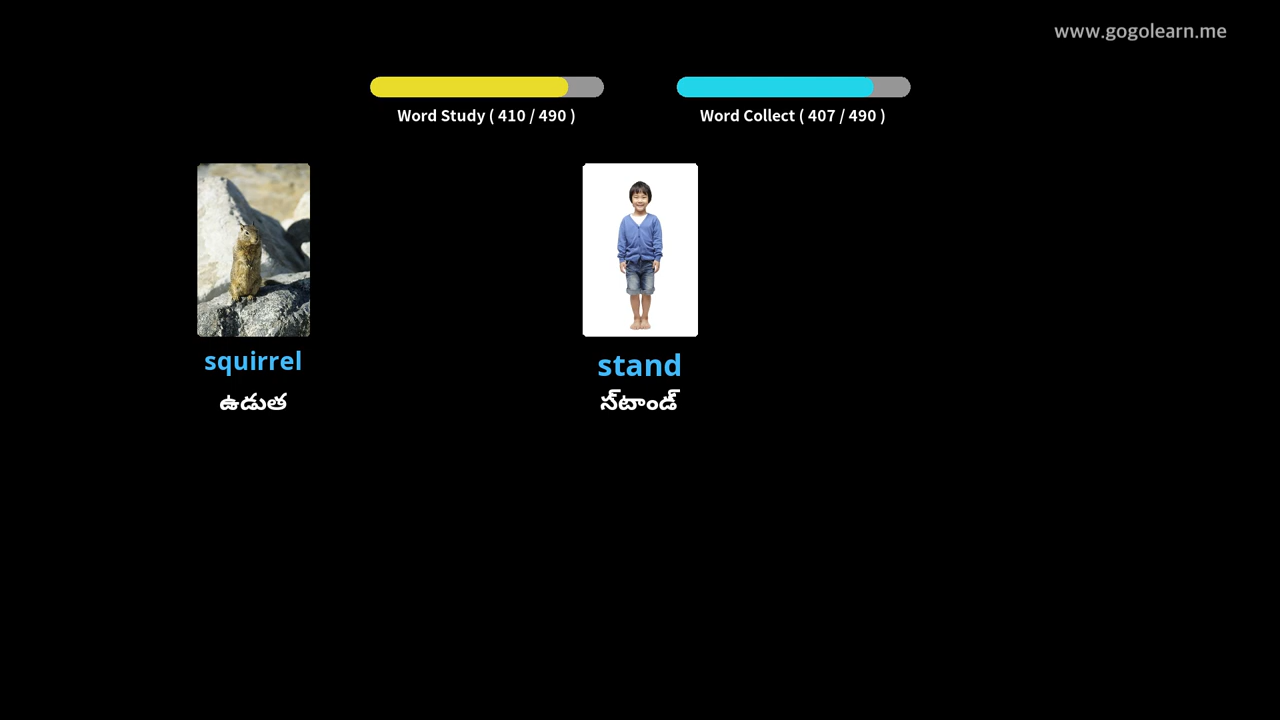 www.gogolearn.me
Word Study ( 410 / 490 )
Word Collect ( 407 / 490 )
squirrel
ఉడుత
stand
స్‌టాండ్